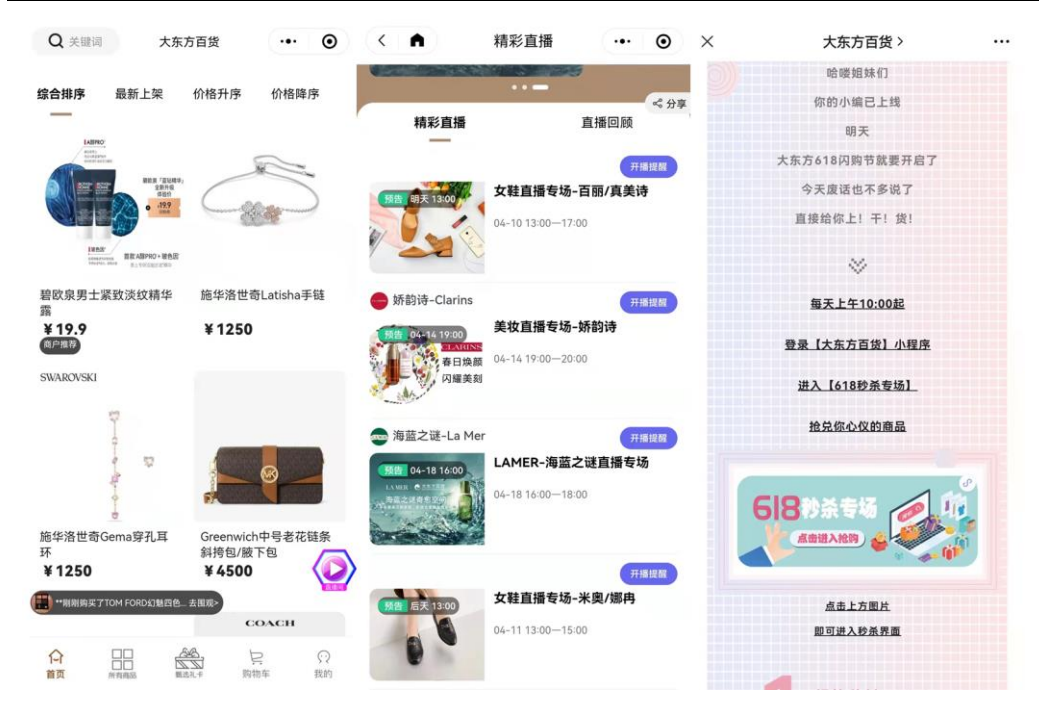 关键词
大东方百货
综合排序
最新上架
价格升序
价格降序
碧欧泉男士紧致淡纹精华露
¥19.9
商户推荐
施华洛世奇Latisha手链
¥1250
SWAROVSKI
施华洛世奇Gema穿孔耳环
¥1250
Greenwich中号老花链条
斜挎包/腋下包
¥4500
**刚刚购买了TOM FORD幻魅四色... 去围观>
COACH
首页
所有商品
甄选礼卡
购物车
我的
精彩直播
分享
精彩直播
直播回顾
开播提醒
预告 明天 13:00
女鞋直播专场-百丽/真美诗
04-10 13:00—17:00
娇韵诗-Clarins
开播提醒
预告 04-14 19:00
CLARINS
春日焕颜
闪耀美刻
美妆直播专场-娇韵诗
04-14 19:00—20:00
海蓝之谜-La Mer
开播提醒
预告 04-18 16:00
LA MER
海蓝之谜奇愈空间
LAMER-海蓝之谜直播专场
04-18 16:00—18:00
开播提醒
预告 后天 13:00
女鞋直播专场-米奥/娜冉
04-11 13:00—15:00
大东方百货>
哈喽姐妹们
你的小编已上线
明天
大东方618闪购节就要开启了
今天废话也不多说了
直接给你上！干！货！
每天上午10:00起
登录【大东方百货】小程序
进入【618秒杀专场】
抢兑你心仪的商品
618秒杀专场
点击进入抢购
点击上方图片
即可进入秒杀界面